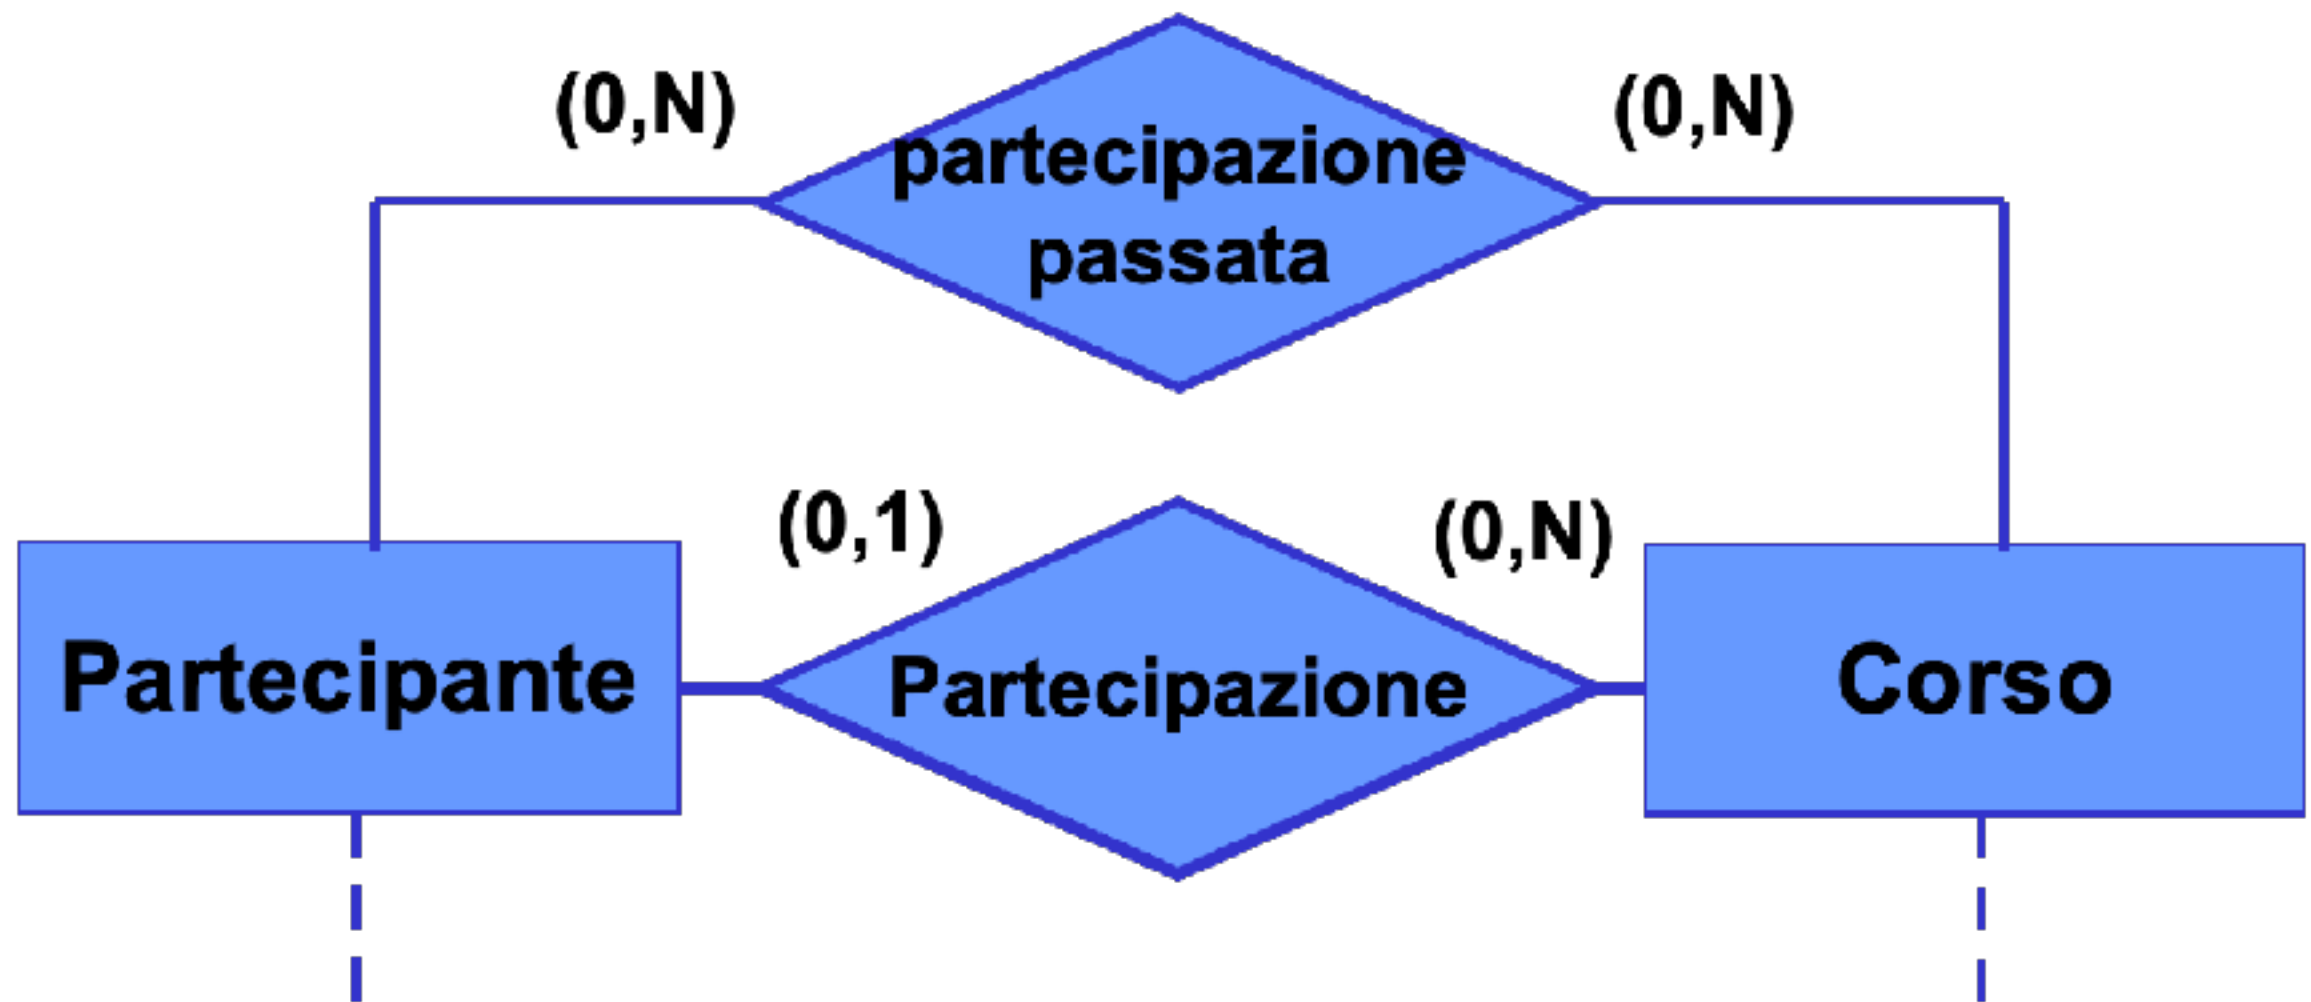 (0,N)
(0,N)
partecipazione
passata
(0,1)
(0,N)
Partecipante
Partecipazione
Corso